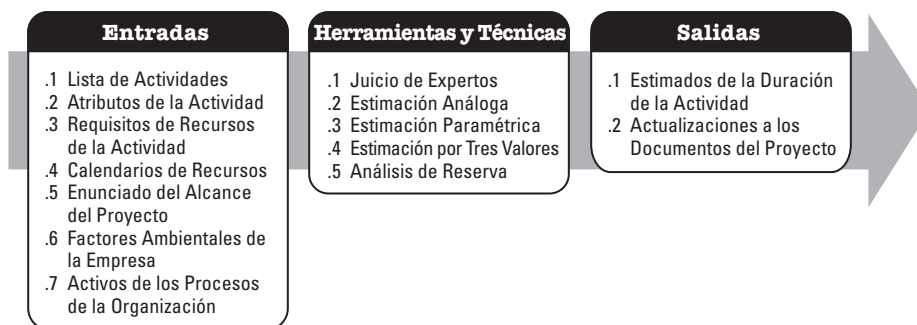 Entradas
.1 Lista de Actividades
.2 Atributos de la Actividad
.3 Requisitos de Recursos
de la Actividad
.4 Calendarios de Recursos
.5 Enunciado del Alcance
del Proyecto
.6 Factores Ambientales de
la Empresa
.7 Activos de los Procesos
de la Organización
Herramientas y Técnicas
.1 Juicio de Expertos
.2 Estimación Análoga
.3 Estimación Paramétrica
.4 Estimación por Tres Valores
.5 Análisis de Reserva
Salidas
.1 Estimados de la Duración
de la Actividad
.2 Actualizaciones a los
Documentos del Proyecto